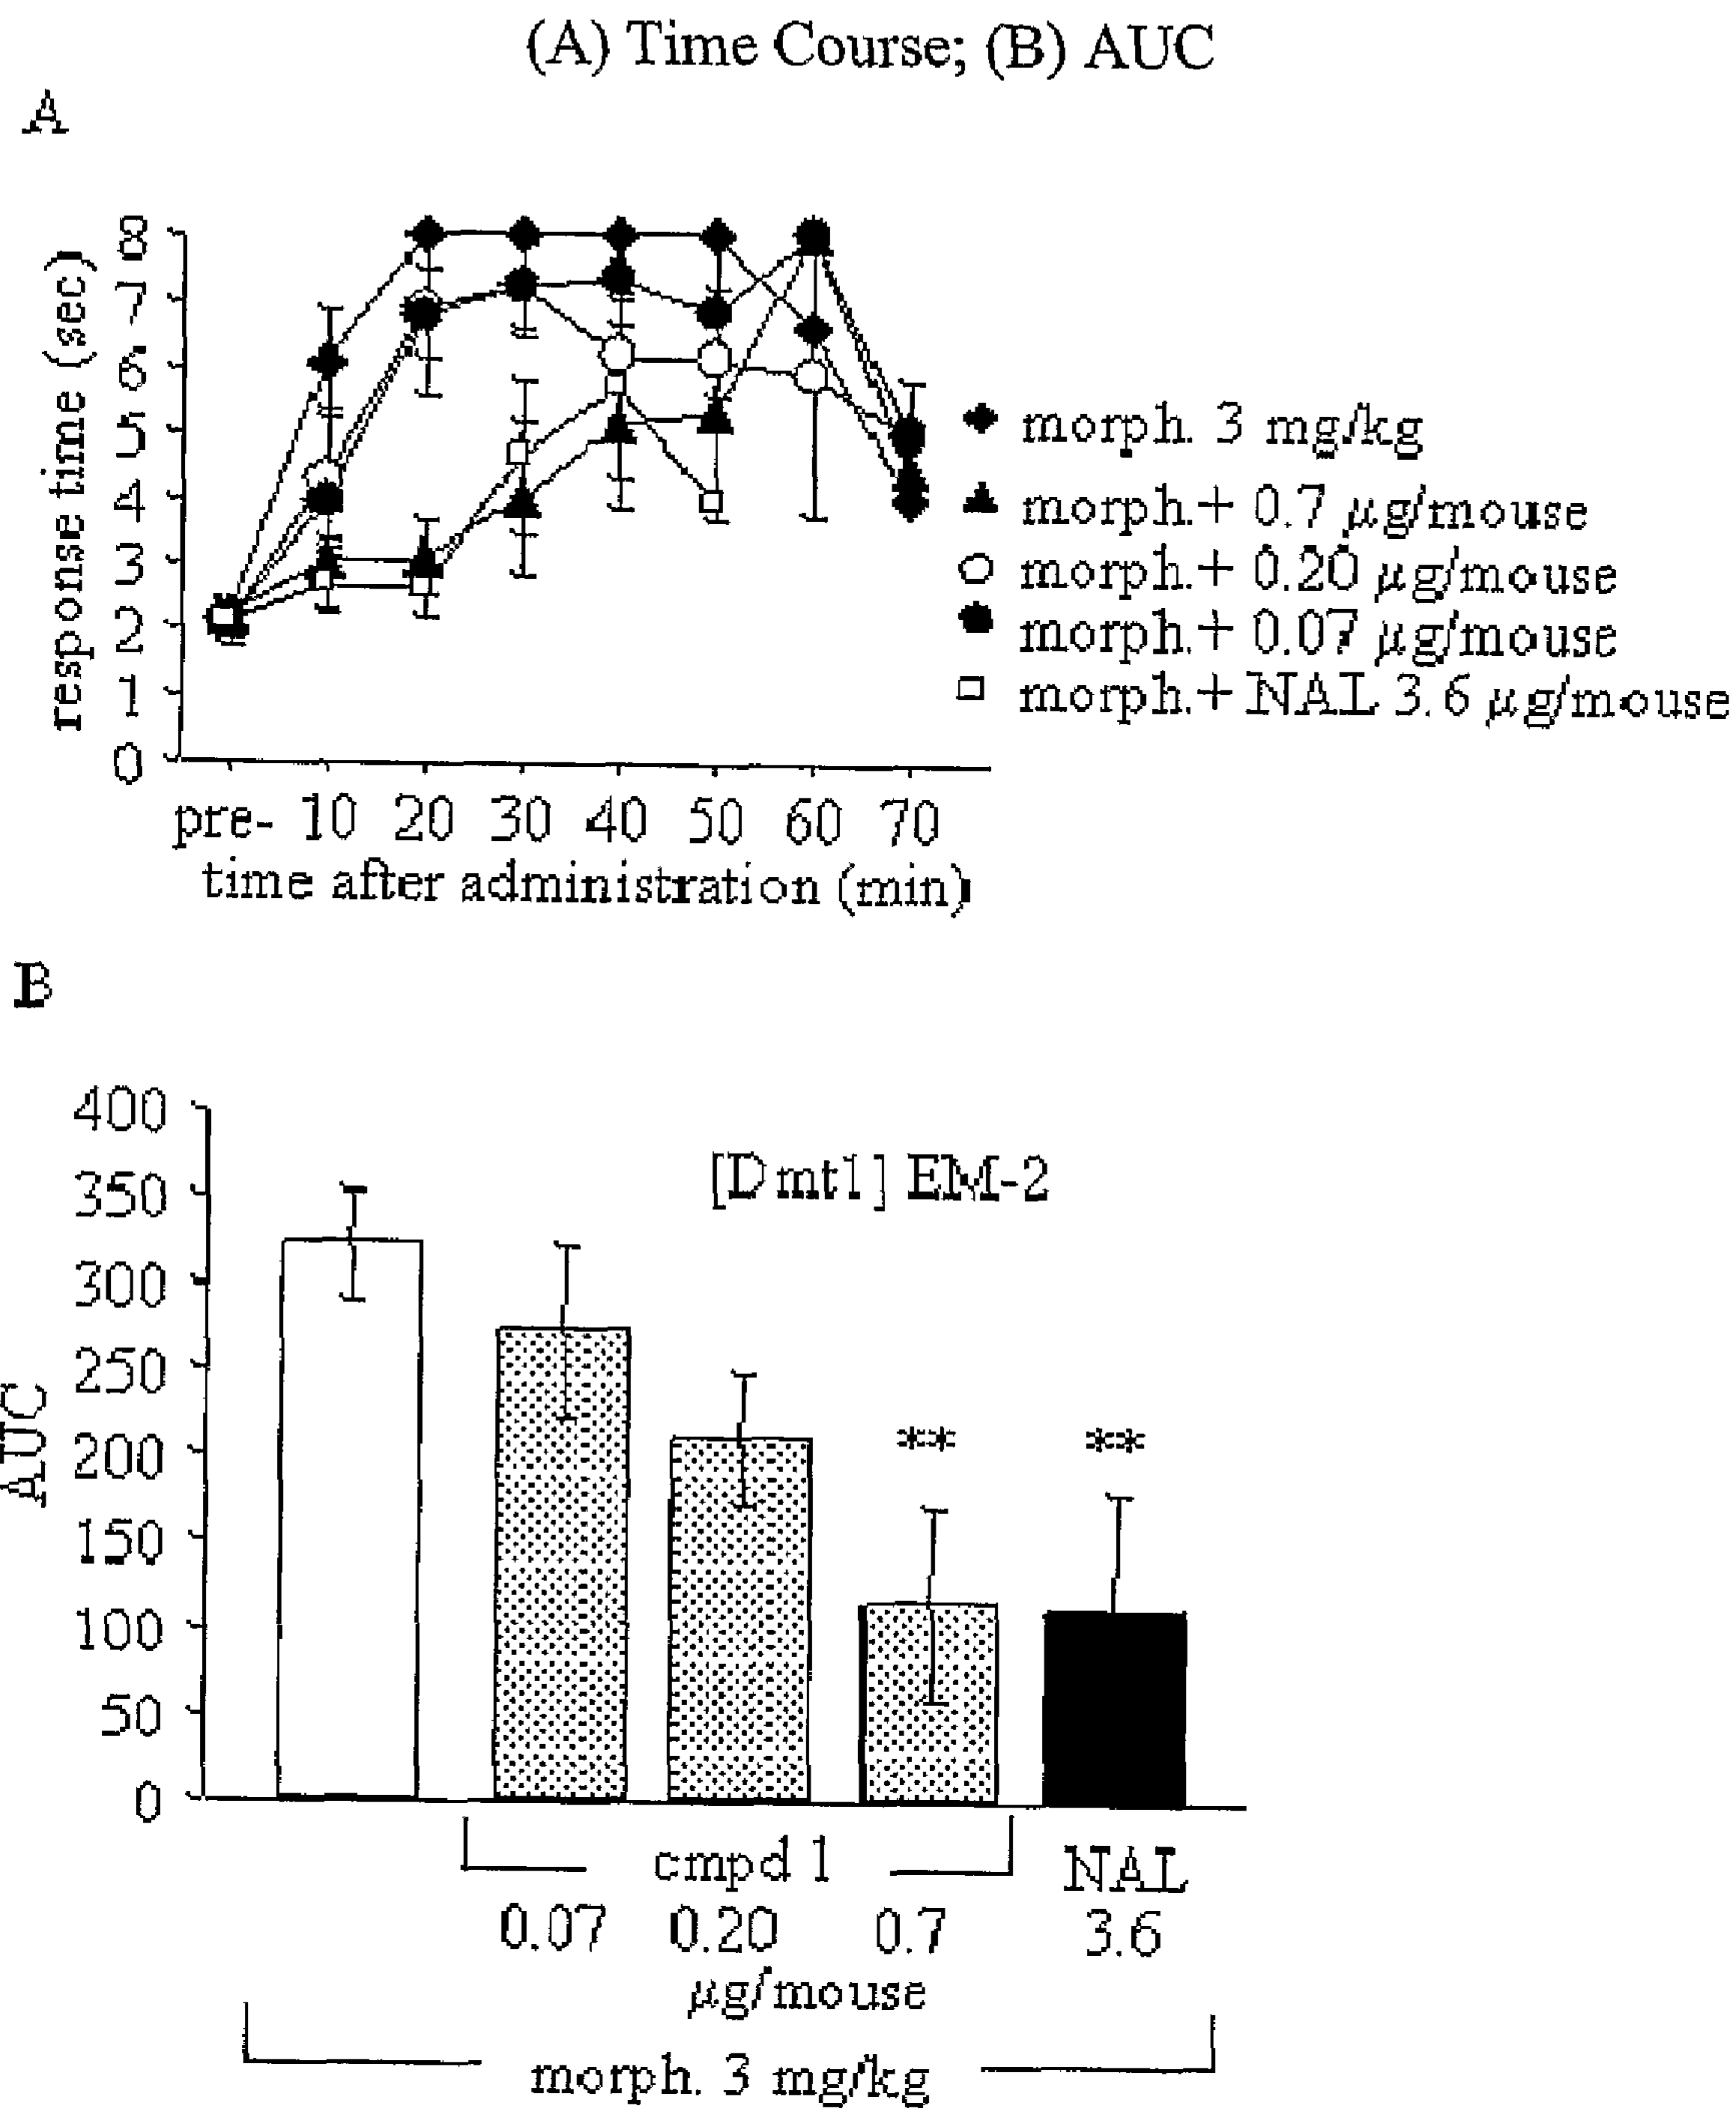 (A) Time Course; (B) AUC
A
response time (sec)
8
7
6
5
4
3
2
1
0
pre- 10 20 30 40 50 60 70
time after administration (min)
morph. 3 mg/kg
morph.+ 0.7 µg/mouse
morph.+ 0.20 µg/mouse
morph.+ 0.07 µg/mouse
morph.+ NAL 3.6 µg/mouse
B
AUC
400
350
300
250
200
150
100
50
0
[Dmt1] EM-2
** **
cmpd 1 NAL
0.07 0.20 0.7 3.6
µg/mouse
morph. 3 mg/kg